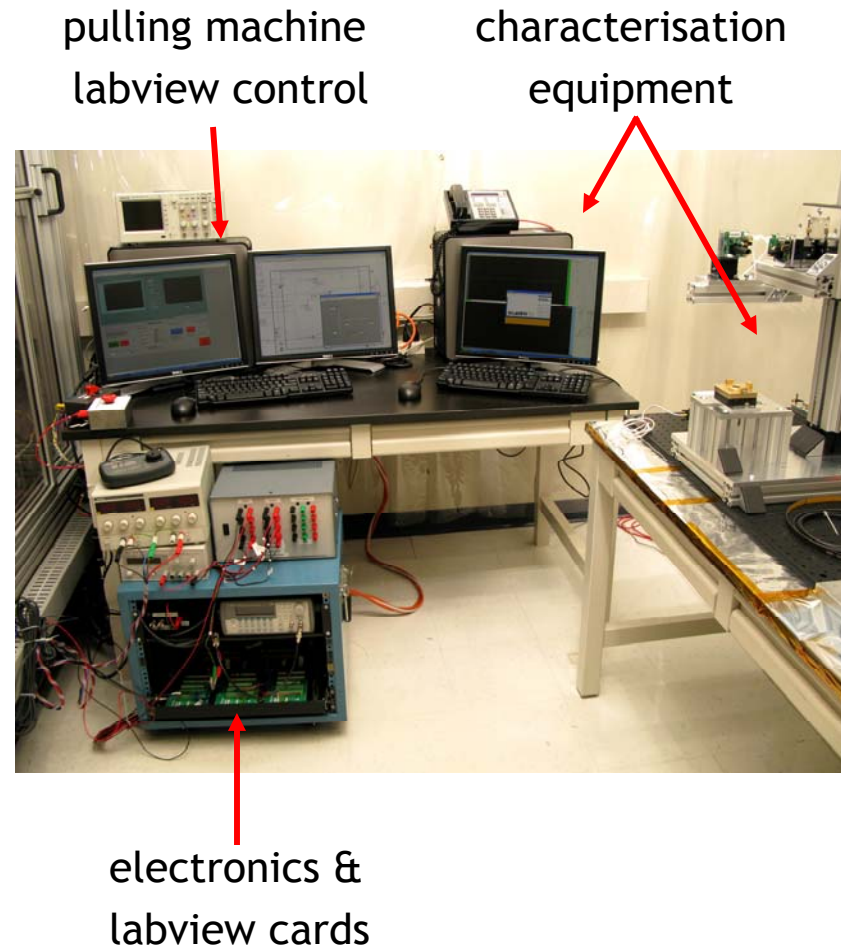 pulling machine
labview control
characterisation
equipment
electronics &
labview cards